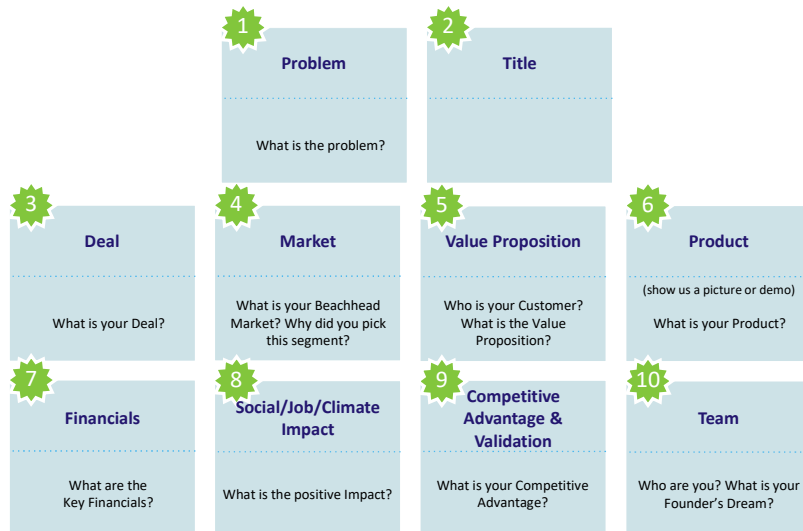 1
Problem
What is the problem?
2
Title
3
Deal
What is your Deal?
4
Market
What is your Beachhead
Market? Why did you pick
this segment?
5
Value Proposition
Who is your Customer?
What is the Value
Proposition?
6
Product
(show us a picture or demo)
What is your Product?
7
Financials
What are the
Key Financials?
8
Social/Job/Climate
Impact
What is the positive Impact?
9
Competitive
Advantage &
Validation
What is your Competitive
Advantage?
10
Team
Who are you? What is your
Founder’s Dream?